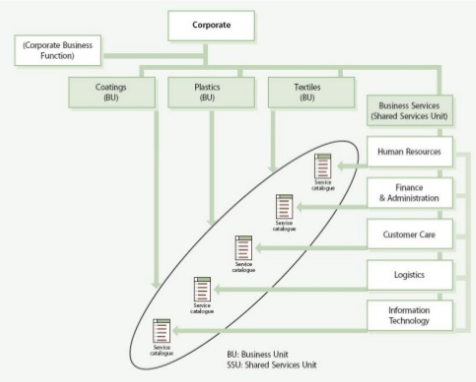 Corporate
(Corporate Business
Function)
Coatings
(BU)
Plastics
(BU)
Textiles
(BU)
Business Services
(Shared Services Unit)
Human Resources
Service
catalogue
Finance
& Administration
Service
catalogue
Customer Care
Service
catalogue
Logistics
Service
catalogue
Information
Technology
Service
catalogue
BU: Business Unit
SSU: Shared Services Unit